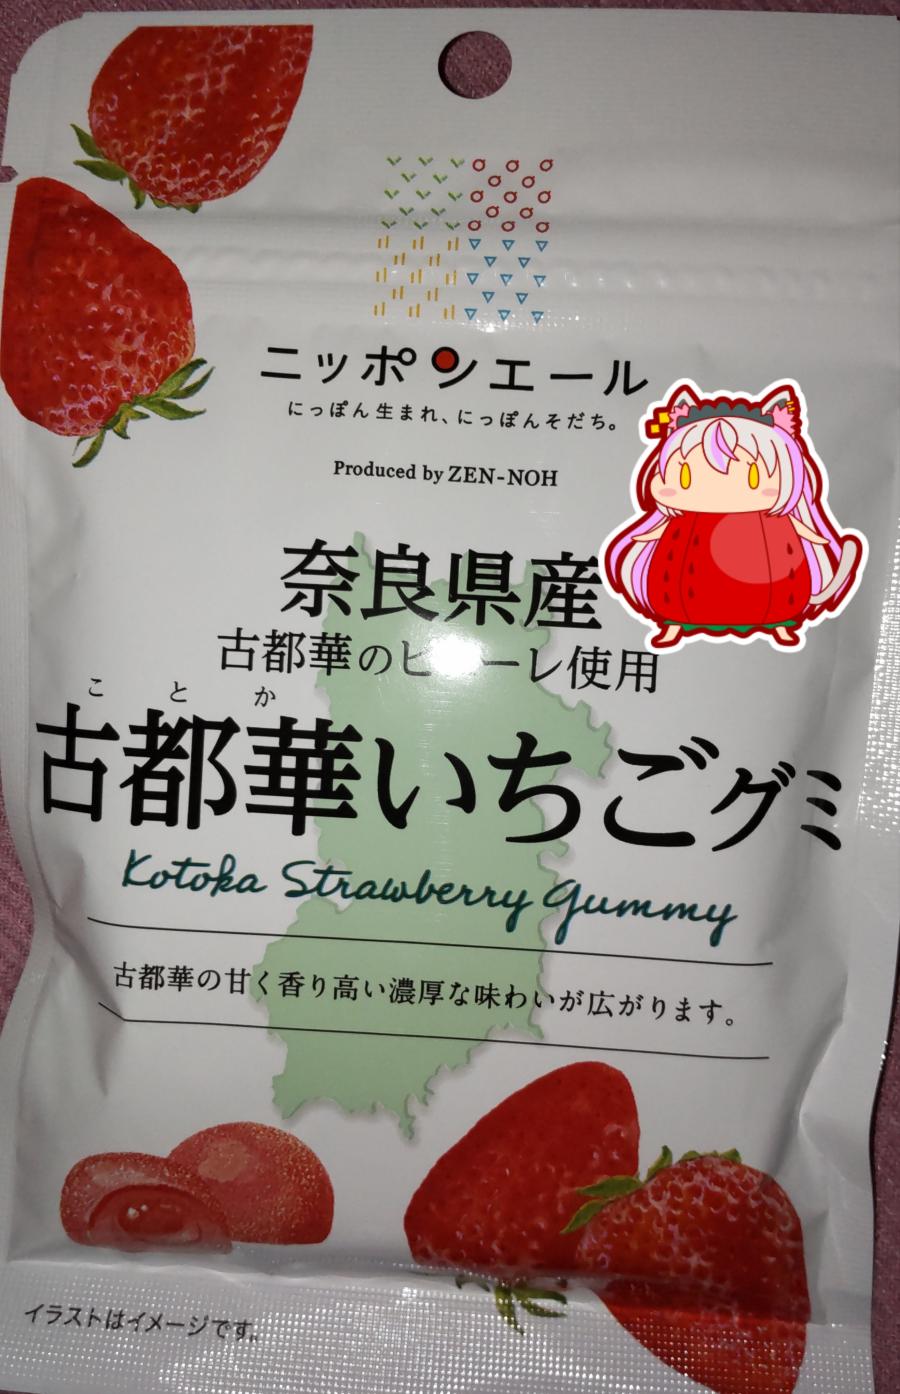 ニッポンエール
にっぽん生まれ、にっぽんそだち。
Produced by ZEN-NOH
奈良県産
古都華のピューレ使用
ことか
古都華いちごグミ
Kotoka Strawberry Gummy
古都華の甘く香り高い濃厚な味わいが広がります。
イラストはイメージです。